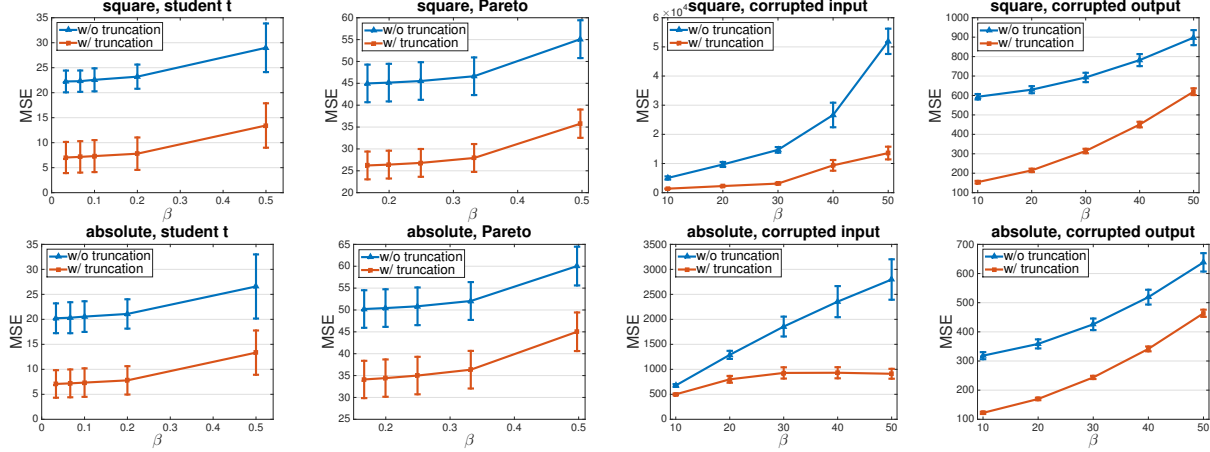 square, student t
w/o truncation
w/ truncation
MSE
35
30
25
20
15
10
5
0
0 0.1 0.2 0.3 0.4 0.5
β
square, Pareto
w/o truncation
w/ truncation
MSE
60
55
50
45
40
35
30
25
20
0.2 0.3 0.4 0.5
β
square, corrupted input
×10⁴
w/o truncation
w/ truncation
MSE
6
5
4
3
2
1
0
10 20 30 40 50
β
square, corrupted output
w/o truncation
w/ truncation
MSE
1000
900
800
700
600
500
400
300
200
100
10 20 30 40 50
β
absolute, student t
w/o truncation
w/ truncation
MSE
35
30
25
20
15
10
5
0
0 0.1 0.2 0.3 0.4 0.5
β
absolute, Pareto
w/o truncation
w/ truncation
MSE
65
60
55
50
45
40
35
30
25
0.2 0.3 0.4 0.5
β
absolute, corrupted input
w/o truncation
w/ truncation
MSE
3500
3000
2500
2000
1500
1000
500
0
10 20 30 40 50
β
absolute, corrupted output
w/o truncation
w/ truncation
MSE
700
600
500
400
300
200
100
10 20 30 40 50
β